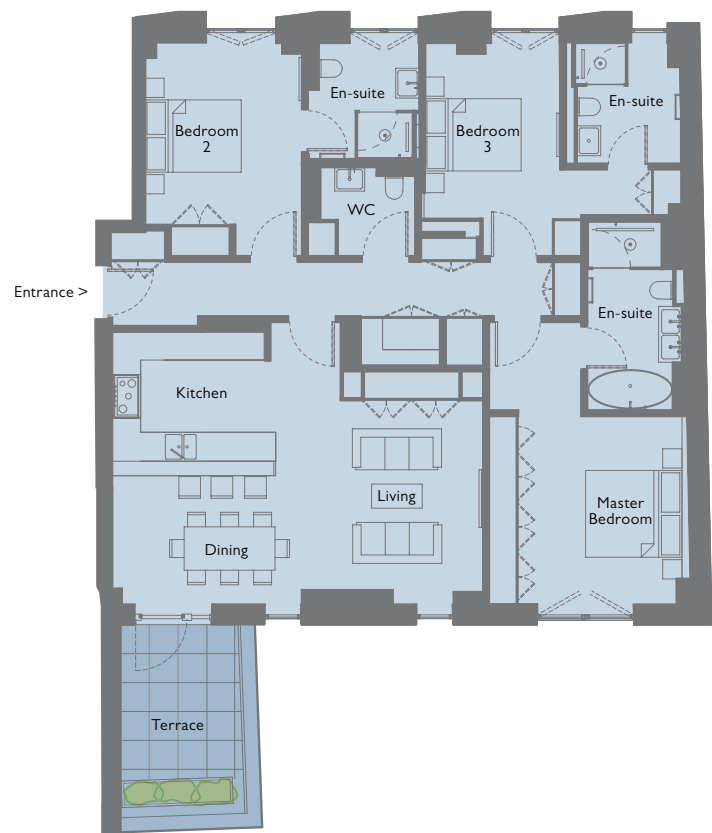 En-suite
En-suite
Bedroom
2
Bedroom
3
WC
Entrance >
En-suite
Kitchen
Living
Master
Bedroom
Dining
Terrace